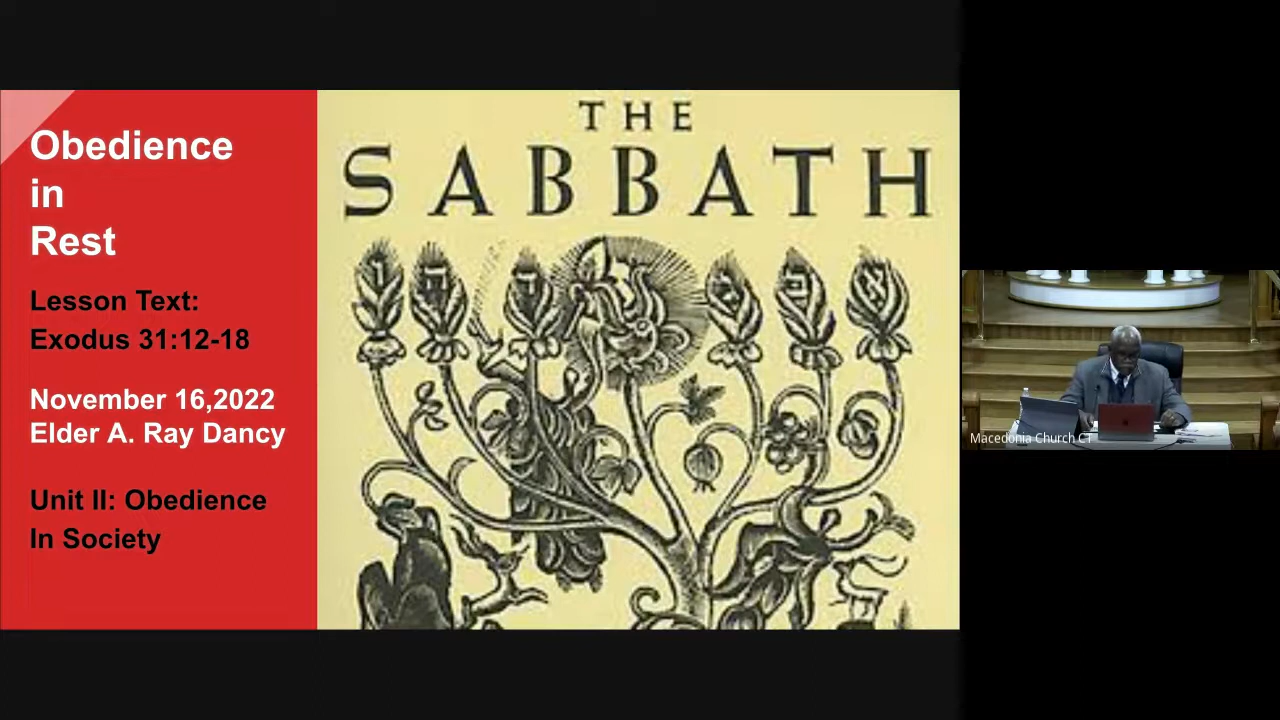 Obedience
in
Rest
Lesson Text:
Exodus 31:12-18
November 16,2022
Elder A. Ray Dancy
Unit II: Obedience
In Society
THE
SABBATH
ו ה ד ג ב א
Macedonia Church CT